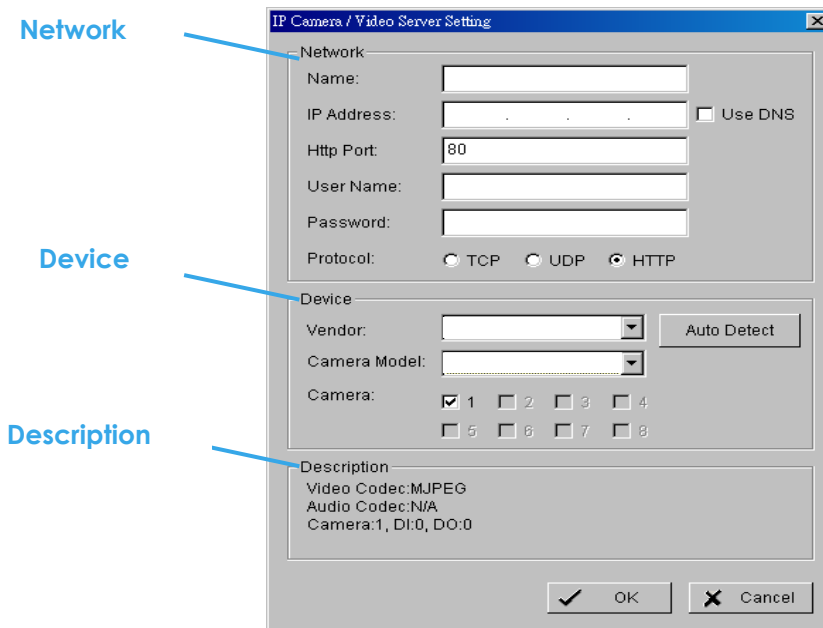 IP Camera / Video Server Setting
Network
Network
Name:
IP Address: . . . Use DNS
Http Port: 80
User Name:
Password:
Protocol: TCP UDP HTTP
Device
Device
Vendor: Auto Detect
Camera Model:
Camera: 1 2 3 4
5 6 7 8
Description
Description
Video Codec:MJPEG
Audio Codec:N/A
Camera:1, DI:0, DO:0
OK Cancel